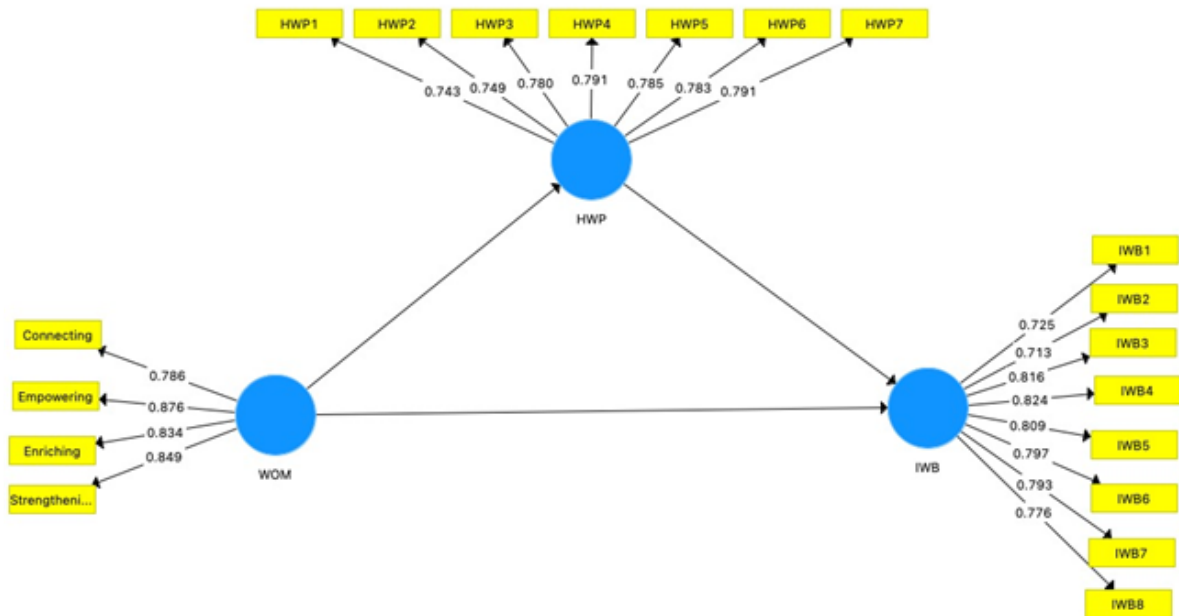 HWP1 HWP2 HWP3 HWP4 HWP5 HWP6 HWP7
0.743 0.749 0.780 0.791 0.785 0.783 0.791
HWP
Connecting
Empowering
Enriching
Strengtheni...
0.786
0.876
0.834
0.849
WOM
IWB
IWB1
IWB2
IWB3
IWB4
IWB5
IWB6
IWB7
IWB8
0.725
0.713
0.816
0.824
0.809
0.797
0.793
0.776